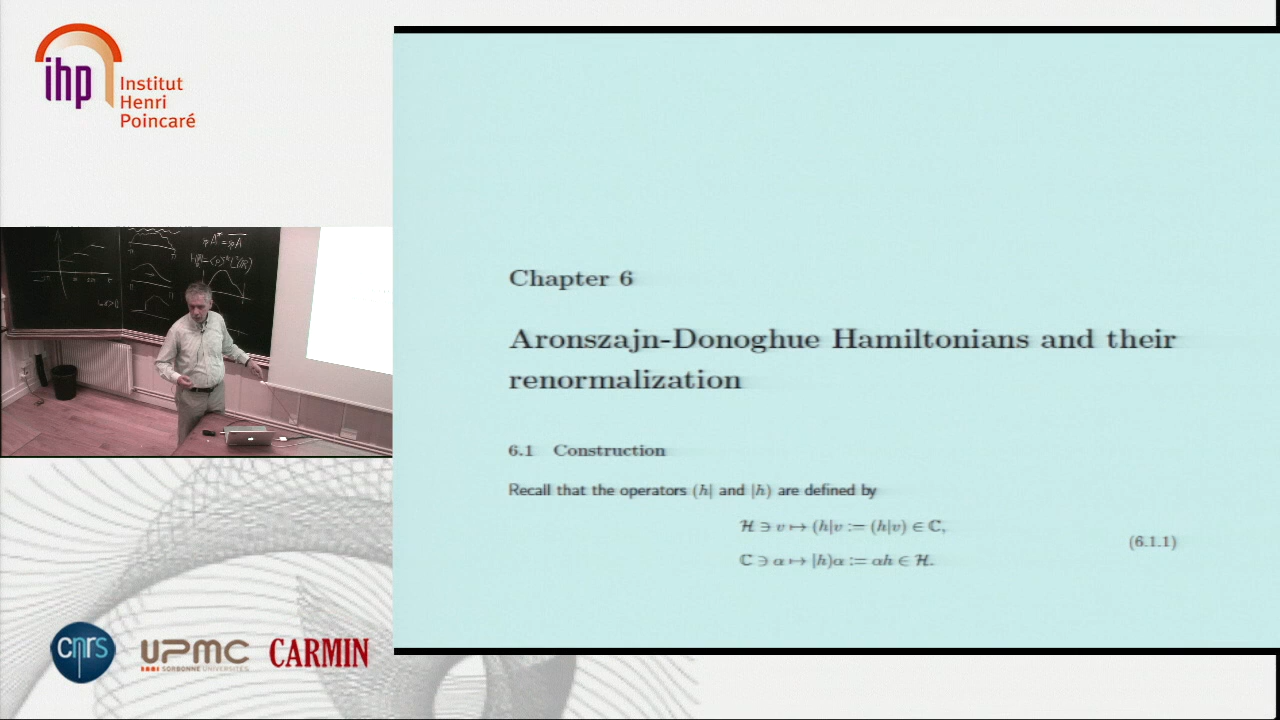 ihp
Institut
Henri
Poincaré
Chapter 6
Aronszajn-Donoghue Hamiltonians and their
renormalization
6.1 Construction
Recall that the operators (h| and |h) are defined by
ℋ ∋ v ↦ (h|v := (h|v) ∈ ℂ,
(6.1.1)
ℂ ∋ α ↦ |h)α := αh ∈ ℋ.
cnrs
UPMC
SORBONNE UNIVERSITÉS
CARMIN